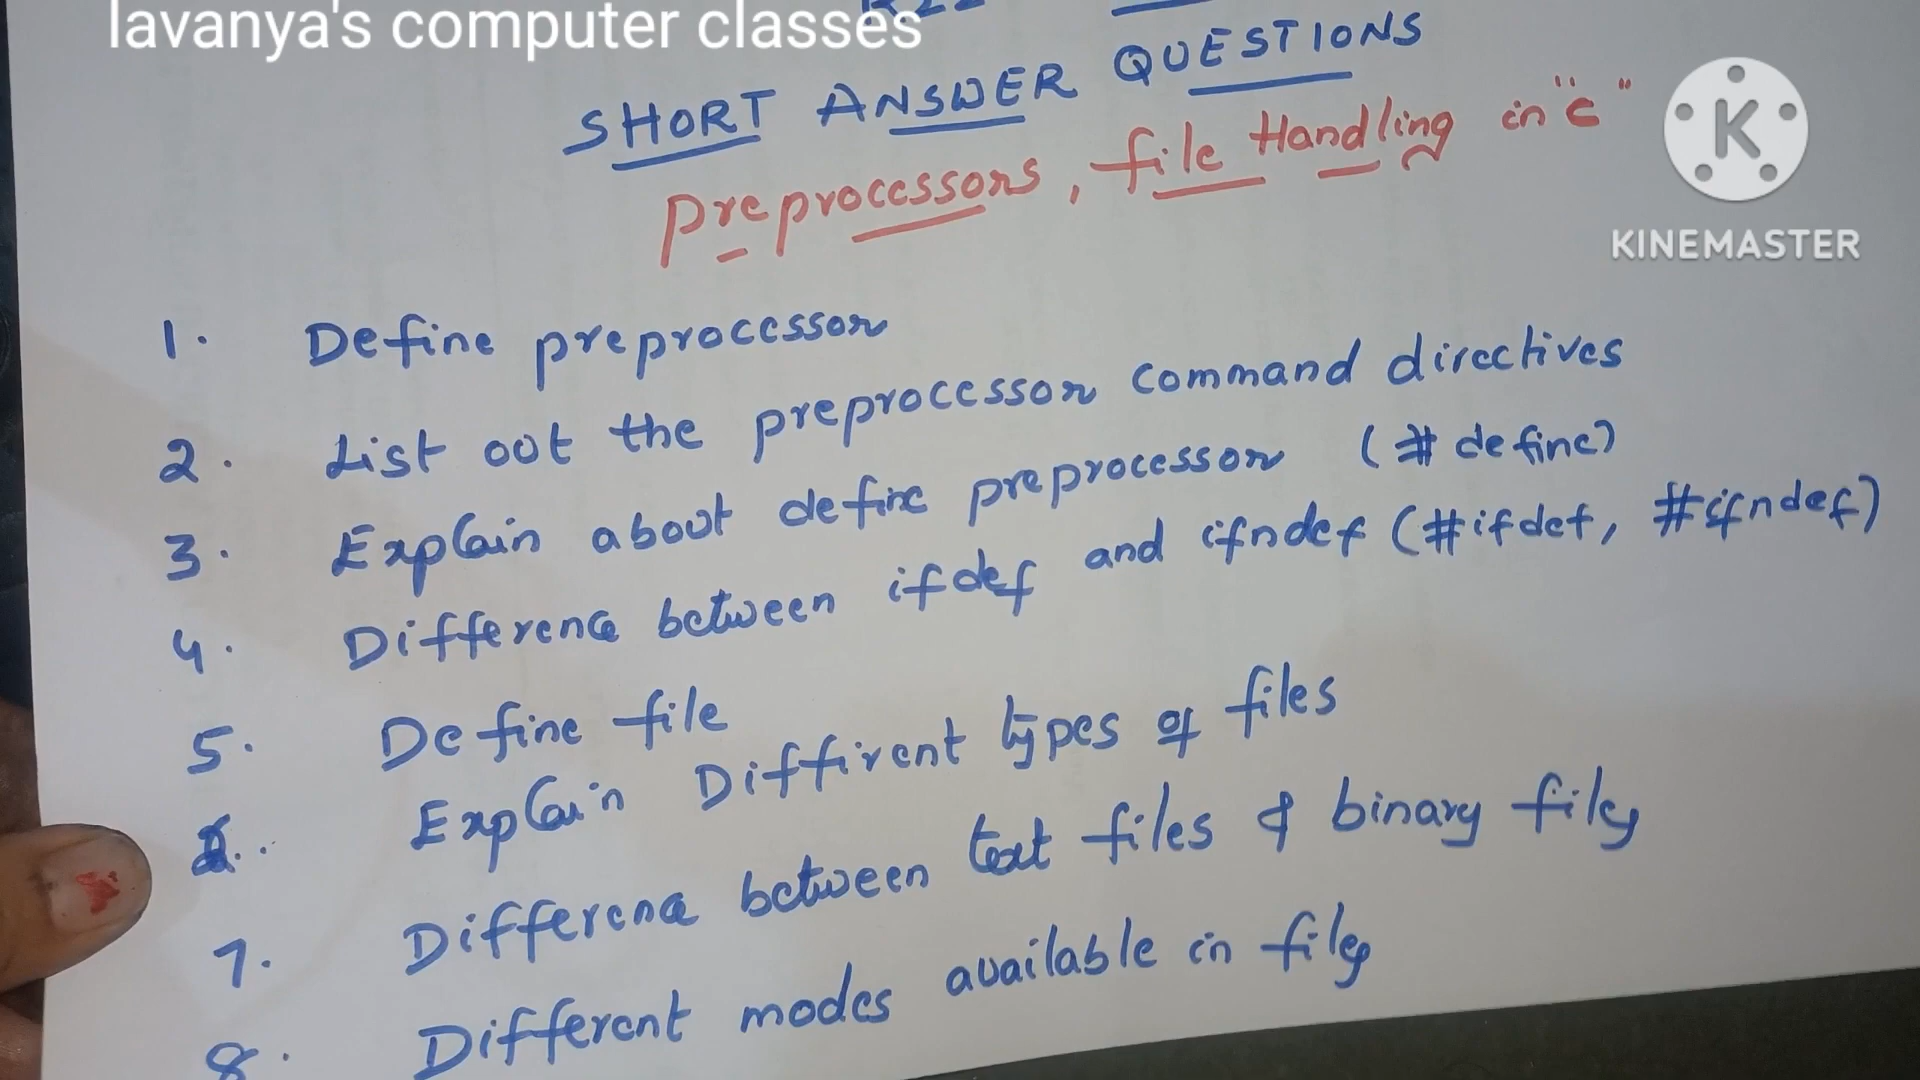 lavanya's computer classes
SHORT ANSWER QUESTIONS
Preprocessors, file Handling in "c"
K
KINEMASTER
1. Define preprocessor
2. List out the preprocessor command directives
3. Explain about define preprocessor (#define)
4. Difference between ifdef and ifndef (#ifdef, #ifndef)
5. Define file
Explain Diffirent types of files
7. Difference between text files & binary files
8. Different modes available in files